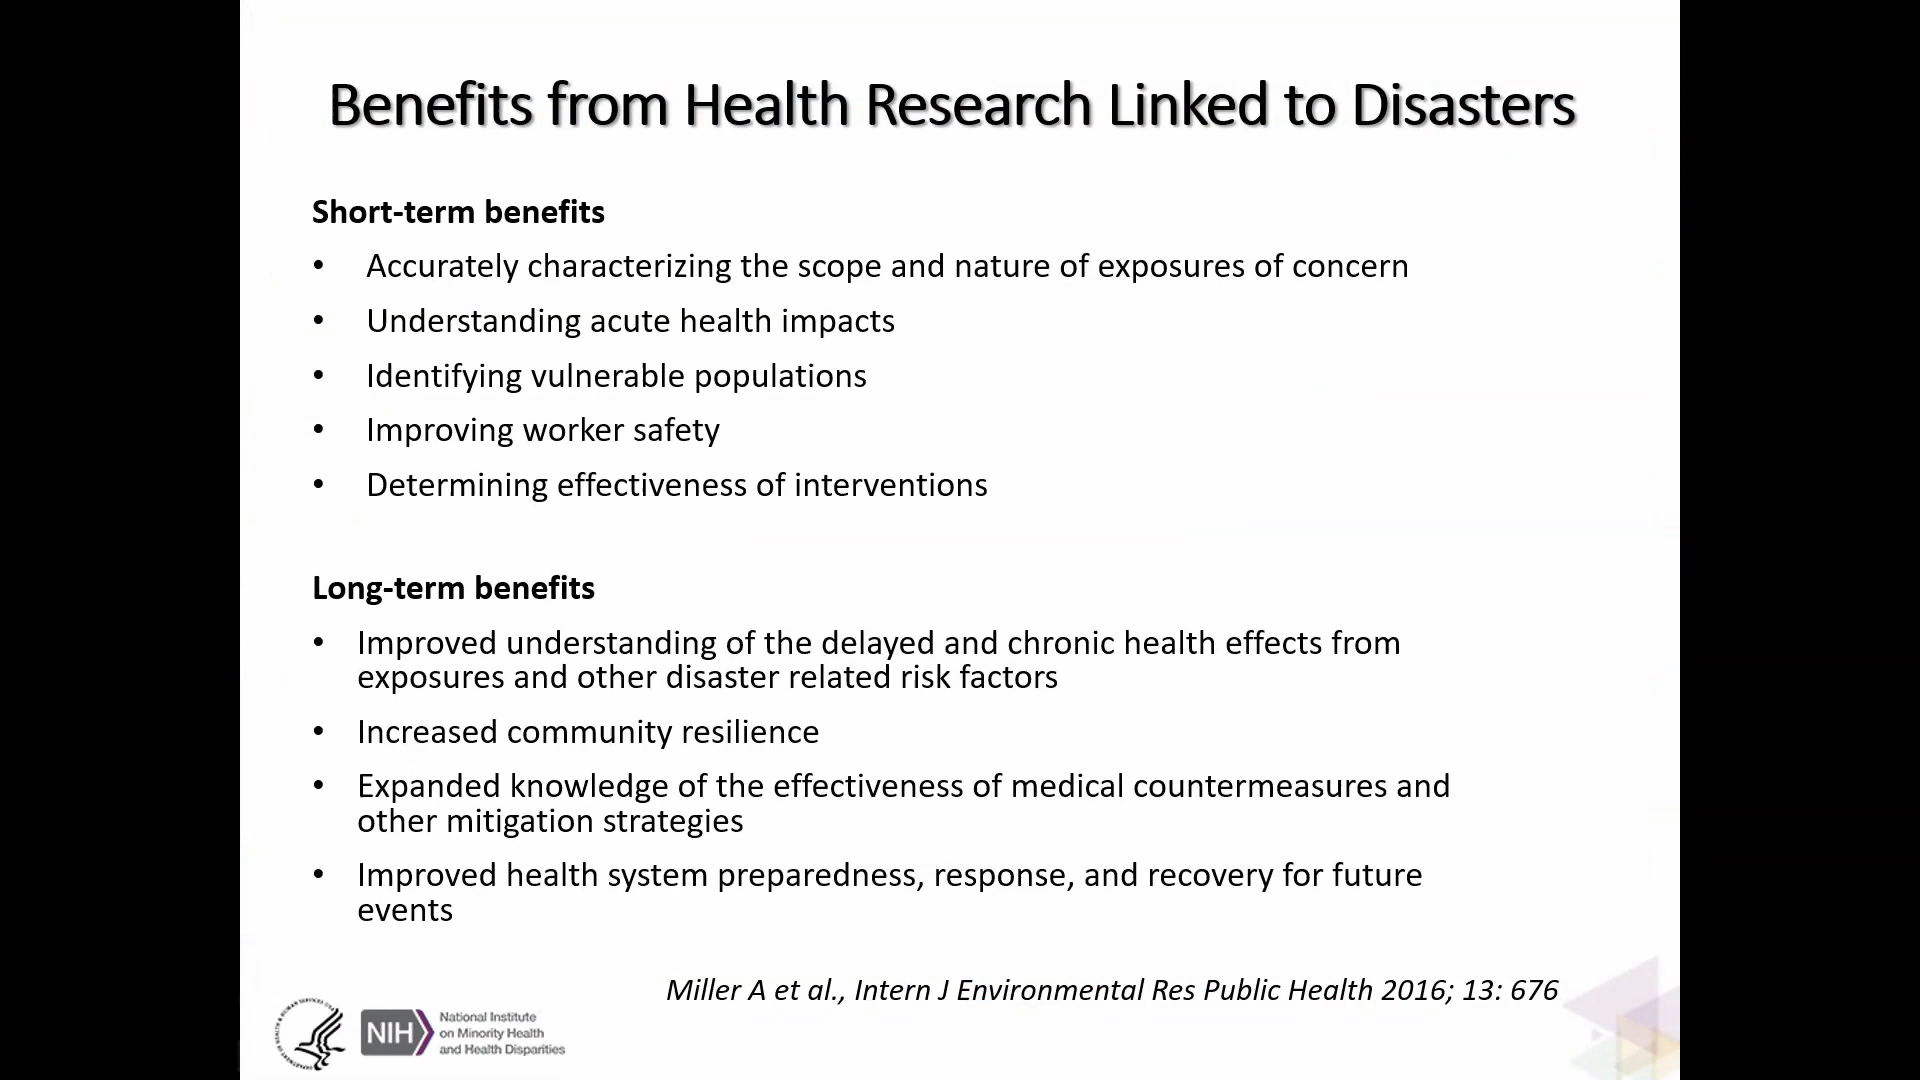 Benefits from Health Research Linked to Disasters
Short-term benefits
• Accurately characterizing the scope and nature of exposures of concern
• Understanding acute health impacts
• Identifying vulnerable populations
• Improving worker safety
• Determining effectiveness of interventions
Long-term benefits
• Improved understanding of the delayed and chronic health effects from
exposures and other disaster related risk factors
• Increased community resilience
• Expanded knowledge of the effectiveness of medical countermeasures and
other mitigation strategies
• Improved health system preparedness, response, and recovery for future
events
Miller A et al., Intern J Environmental Res Public Health 2016; 13: 676
NIH
National Institute
on Minority Health
and Health Disparities